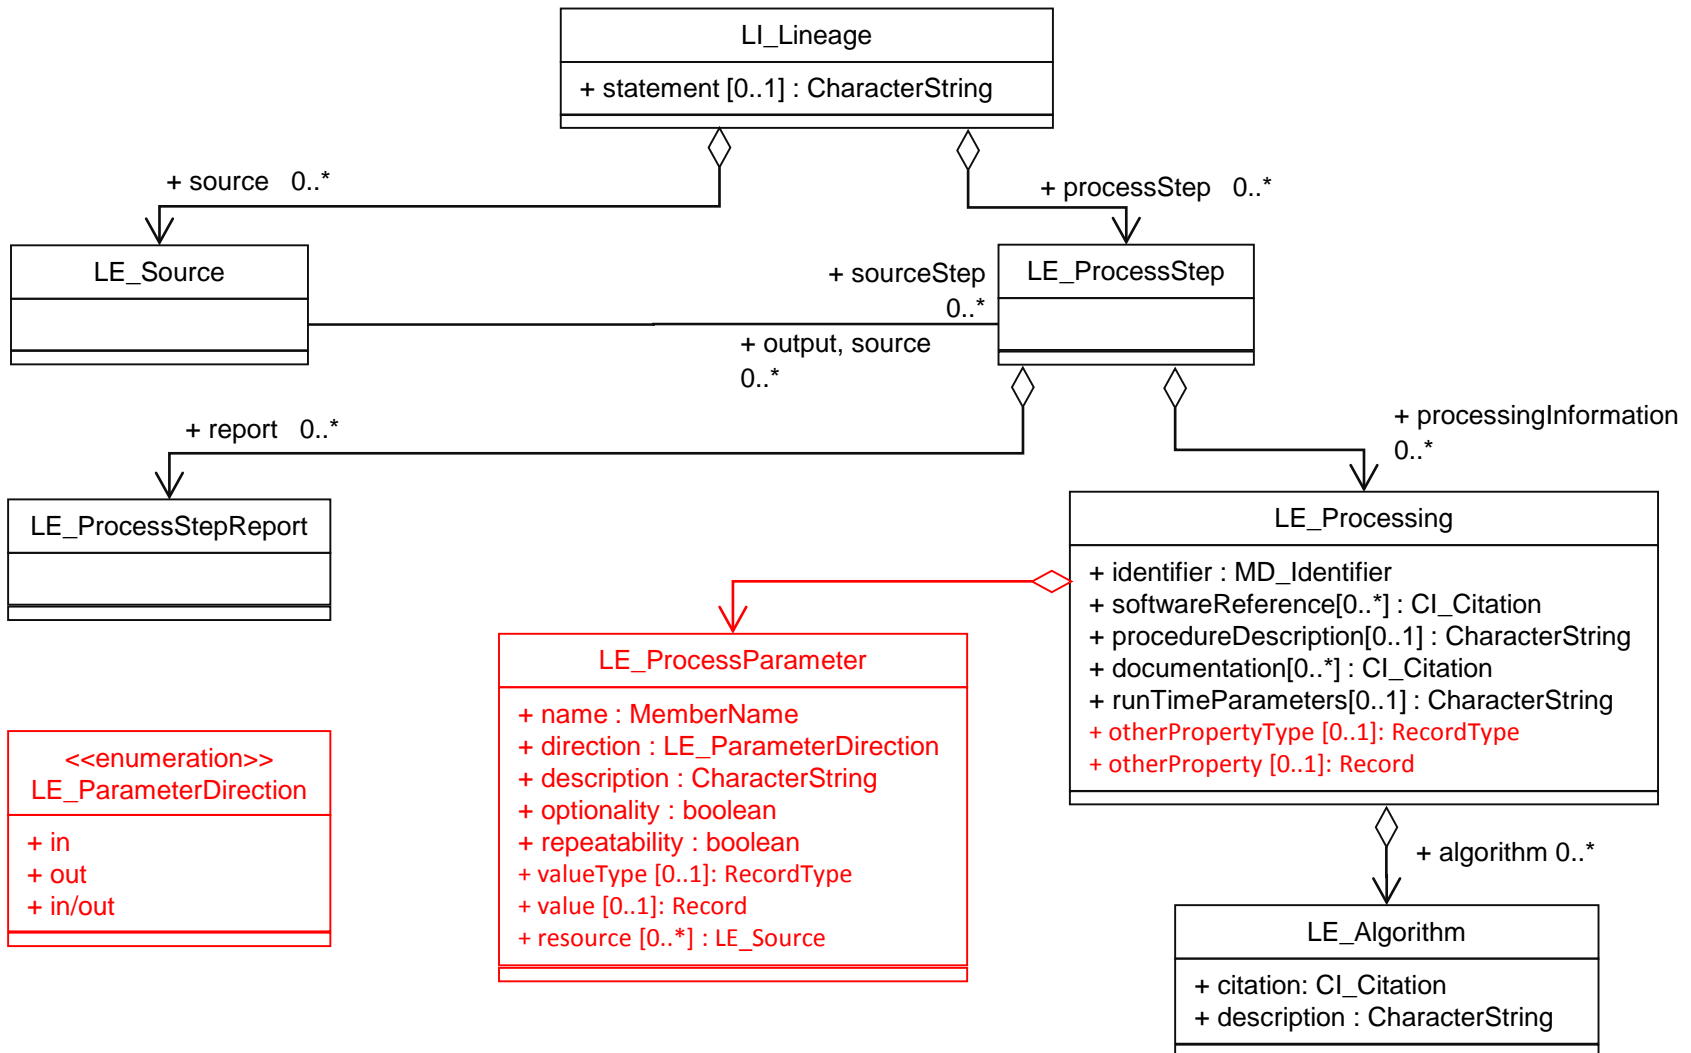 LI_Lineage
+ statement [0..1] : CharacterString
+ source   0..*
+ processStep   0..*
LE_Source
+ sourceStep
0..*
LE_ProcessStep
+ output, source
0..*
+ report   0..*
+ processingInformation
0..*
LE_ProcessStepReport
LE_Processing
+ identifier : MD_Identifier
+ softwareReference[0..*] : CI_Citation
+ procedureDescription[0..1] : CharacterString
+ documentation[0..*] : CI_Citation
+ runTimeParameters[0..1] : CharacterString
+ otherPropertyType [0..1]: RecordType
+ otherProperty [0..1]: Record
LE_ProcessParameter
+ name : MemberName
+ direction : LE_ParameterDirection
+ description : CharacterString
+ optionality : boolean
+ repeatability : boolean
+ valueType [0..1]: RecordType
+ value [0..1]: Record
+ resource [0..*] : LE_Source
<<enumeration>>
LE_ParameterDirection
+ in
+ out
+ in/out
+ algorithm 0..*
LE_Algorithm
+ citation: CI_Citation
+ description : CharacterString